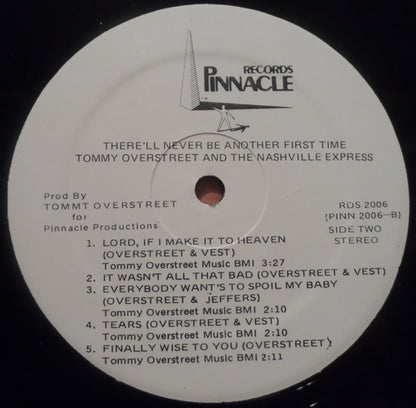 RECORDS
PINNACLE
THERE'LL NEVER BE ANOTHER FIRST TIME
TOMMY OVERSTREET AND THE NASHVILLE EXPRESS
Prod By
TOMMT OVERSTREET
for
Pinnacle Productions
RDS 2006
(PINN 2006-B)
SIDE TWO
STEREO
1. LORD, IF I MAKE IT TO HEAVEN
(OVERSTREET & VEST)
Tommy Overstreet Music BMI 3:27
2. IT WASN'T ALL THAT BAD (OVERSTREET & VEST)
3. EVERYBODY WANT'S TO SPOIL MY BABY
(OVERSTREET & JEFFERS)
Tommy Overstreet Music BMI 2:10
4. TEARS (OVERSTREET & VEST)
Tommy Overstreet Music BMI 2:10
5. FINALLY WISE TO YOU (OVERSTREET)
Tommy Overstreet Music BMI 2:11